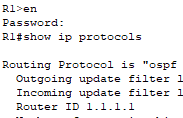 R1>en
Password:
R1#show ip protocols
Routing Protocol is "ospf
Outgoing update filter l
Incoming update filter l
Router ID 1.1.1.1